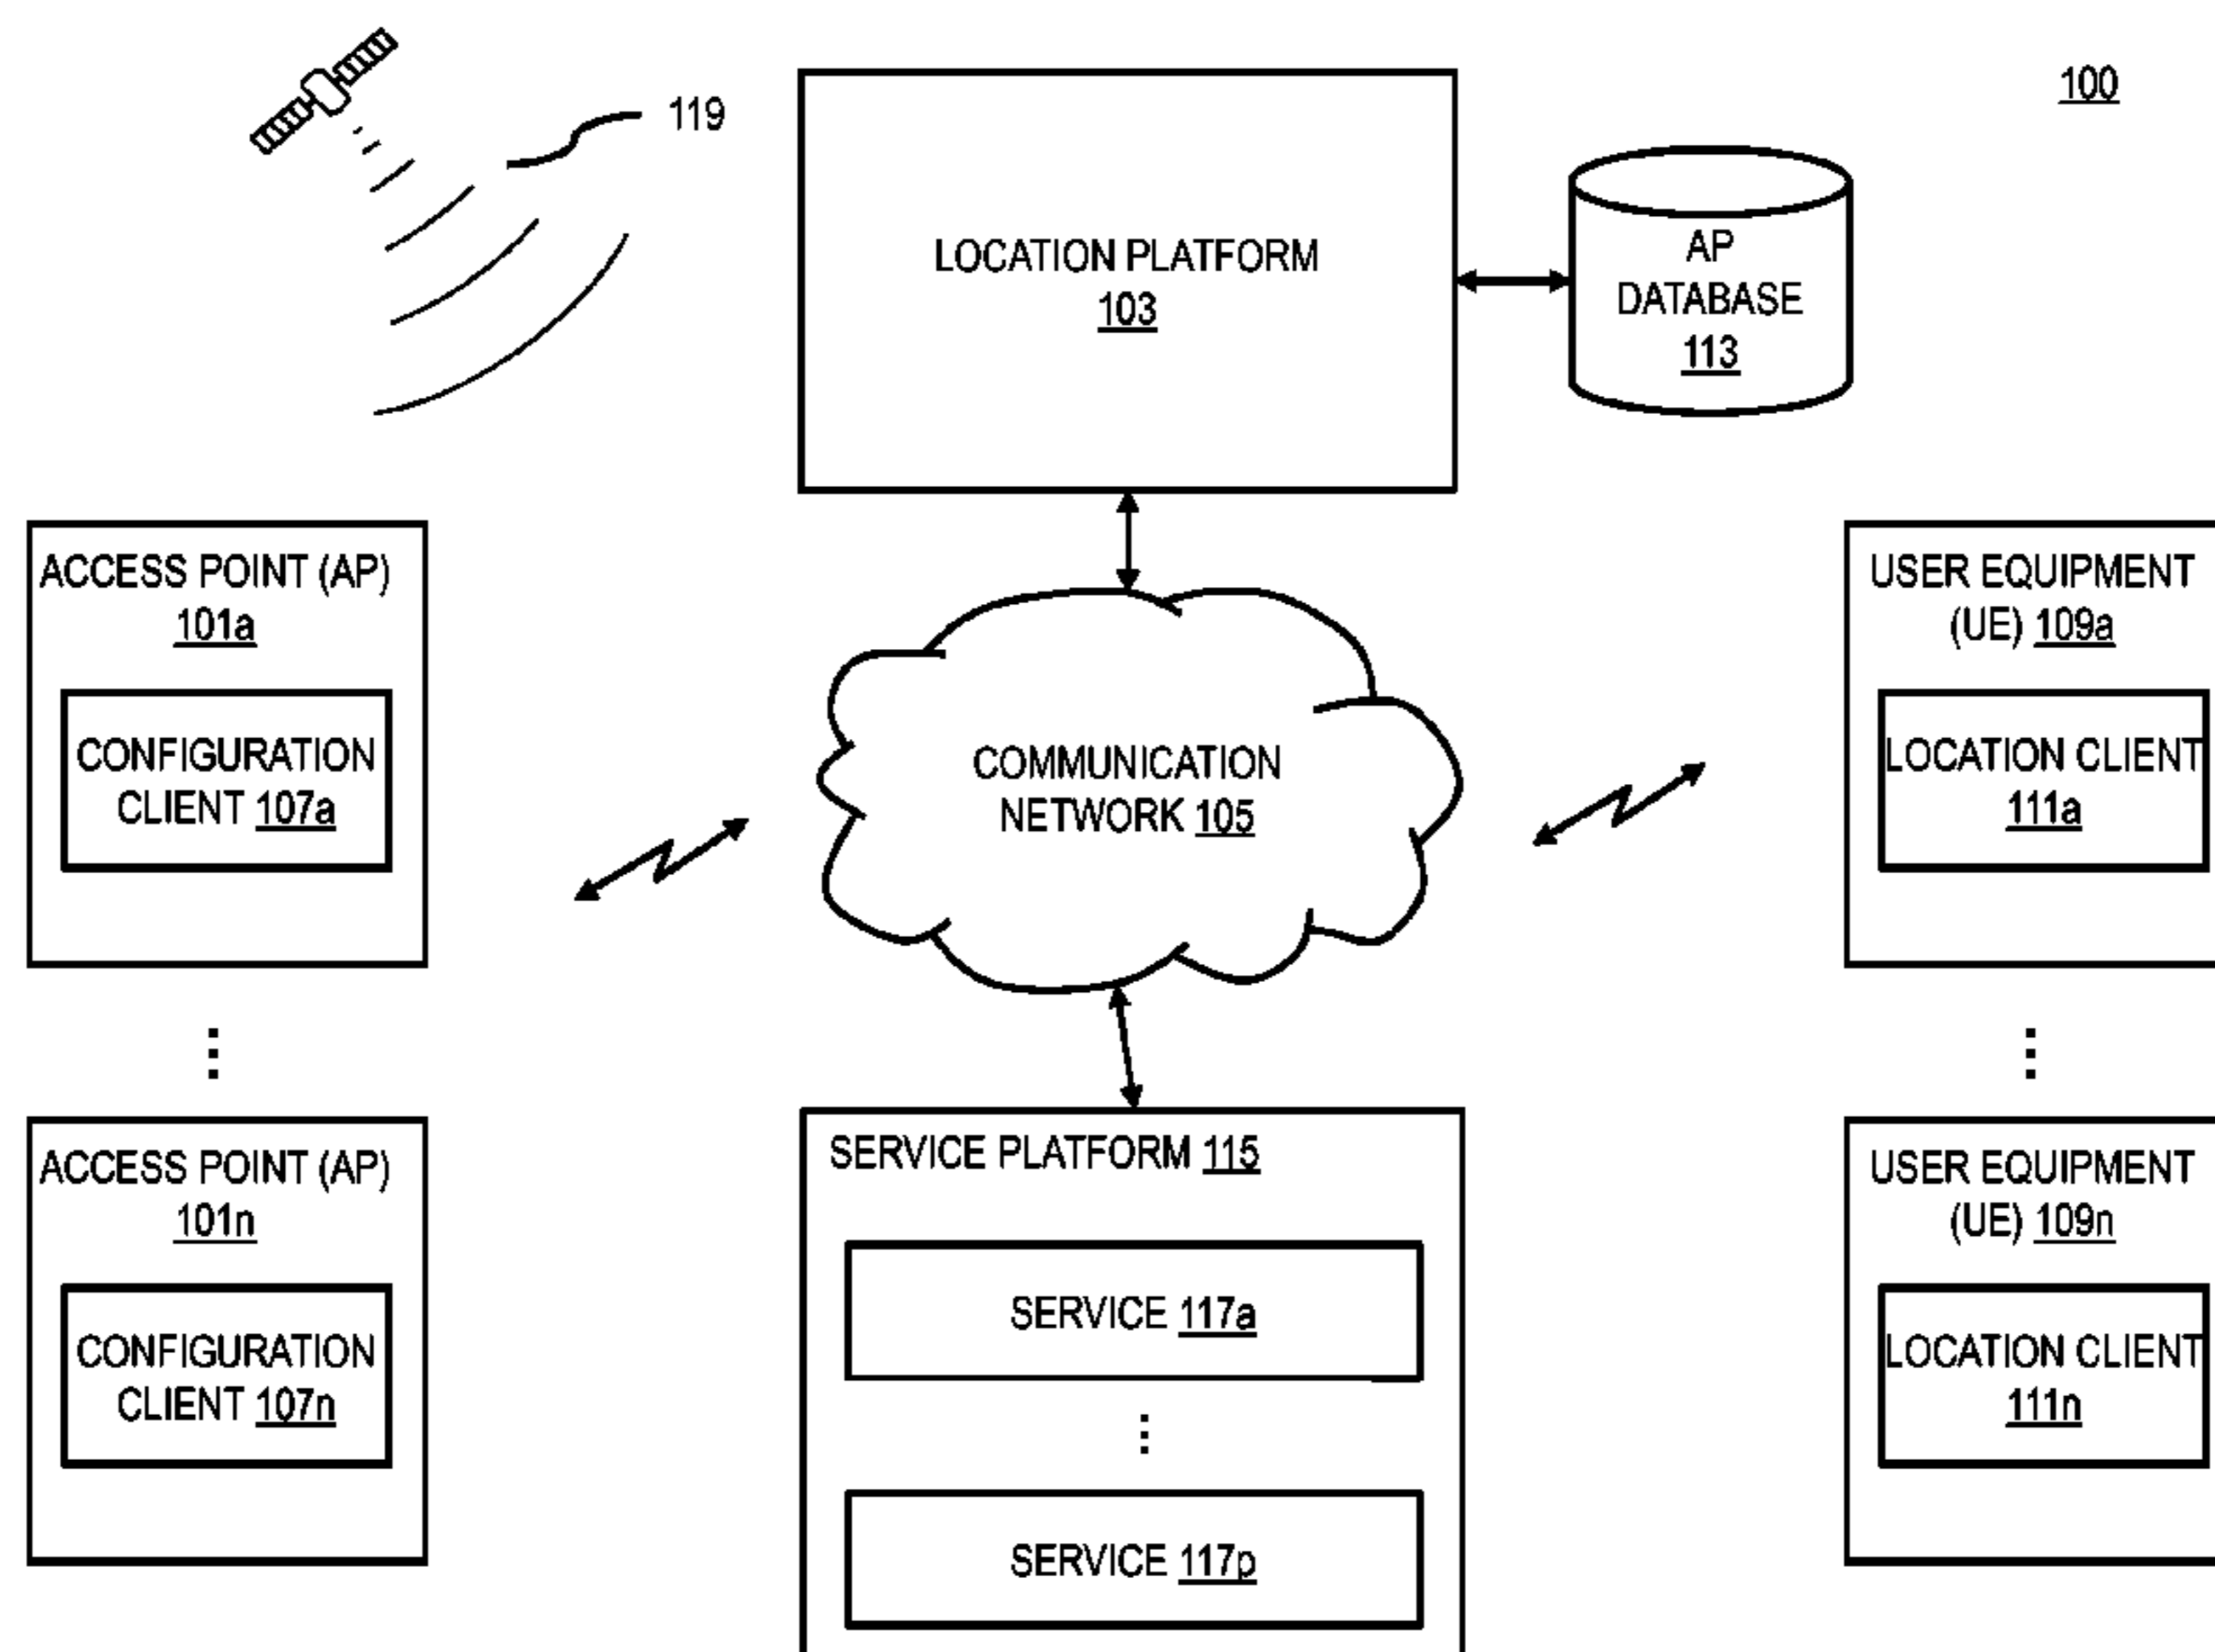 119
100
LOCATION PLATFORM
103
AP
DATABASE
113
ACCESS POINT (AP)
101a
CONFIGURATION
CLIENT 107a
COMMUNICATION
NETWORK 105
USER EQUIPMENT
(UE) 109a
LOCATION CLIENT
111a
ACCESS POINT (AP)
101n
CONFIGURATION
CLIENT 107n
SERVICE PLATFORM 115
SERVICE 117a
SERVICE 117p
USER EQUIPMENT
(UE) 109n
LOCATION CLIENT
111n